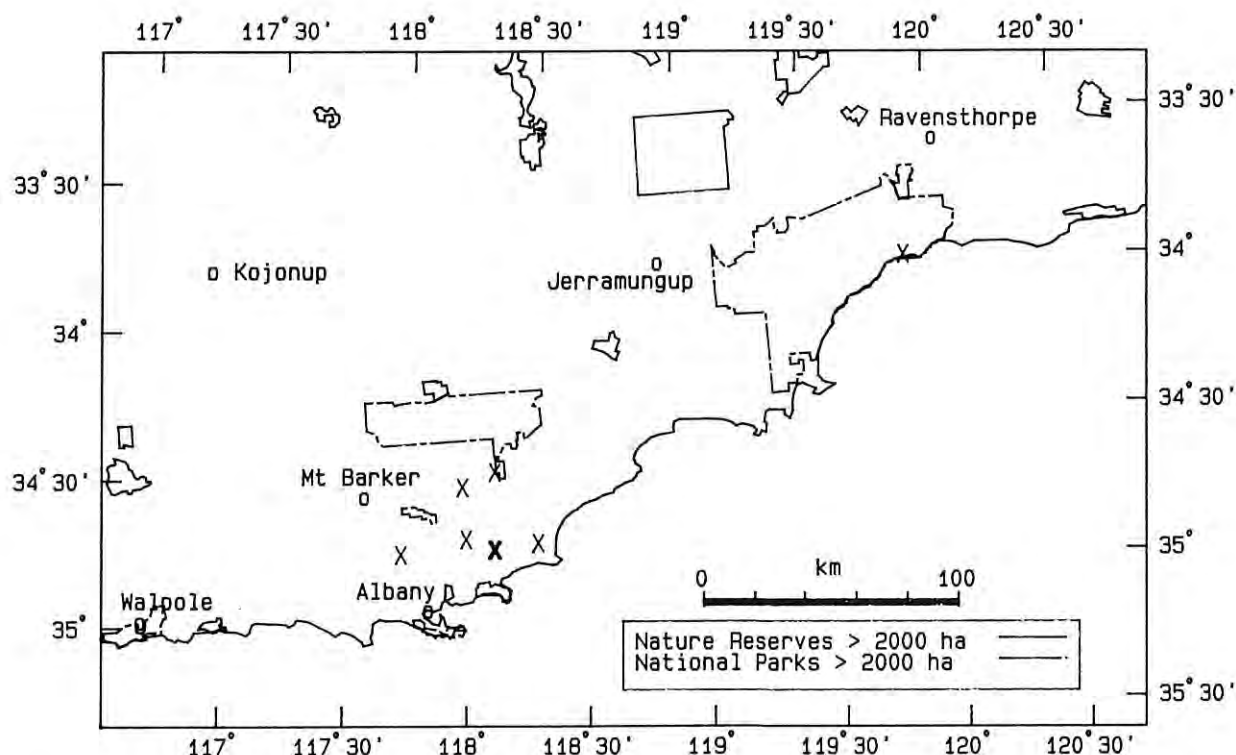 117° 117°30' 118° 118°30' 119° 119°30' 120° 120°30'
33°30'
Ravensthorpe
33°30'
34°
Kojonup
Jerramungup
34°
34°30'
Mt Barker
34°30'
X
X
X
X
X
X
X
35°
km
0 100
Albany
Walpole
35°
Nature Reserves > 2000 ha
National Parks > 2000 ha
35°30'
117° 117°30' 118° 118°30' 119° 119°30' 120° 120°30'